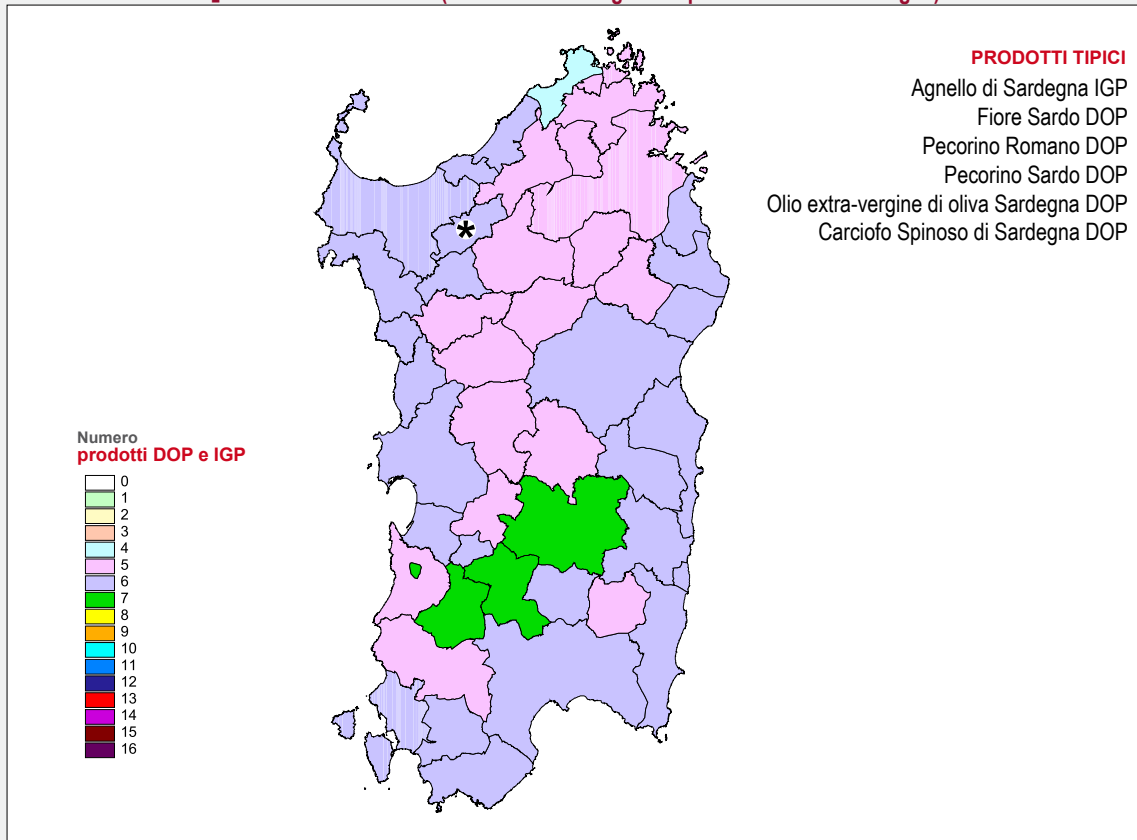 PRODOTTI TIPICI
Agnello di Sardegna IGP
Fiore Sardo DOP
Pecorino Romano DOP
Pecorino Sardo DOP
Olio extra-vergine di oliva Sardegna DOP
Carciofo Spinoso di Sardegna DOP
*
Numero
prodotti DOP e IGP
0
1
2
3
4
5
6
7
8
9
10
11
12
13
14
15
16